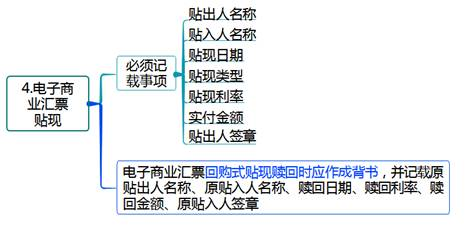 4.电子商
业汇票
贴现
必须记
载事项
贴出人名称
贴入人名称
贴现日期
贴现类型
贴现利率
实付金额
贴出人签章
电子商业汇票回购式贴现赎回时应作成背书，并记载原
贴出人名称、原贴入人名称、赎回日期、赎回利率、赎
回金额、原贴入人签章